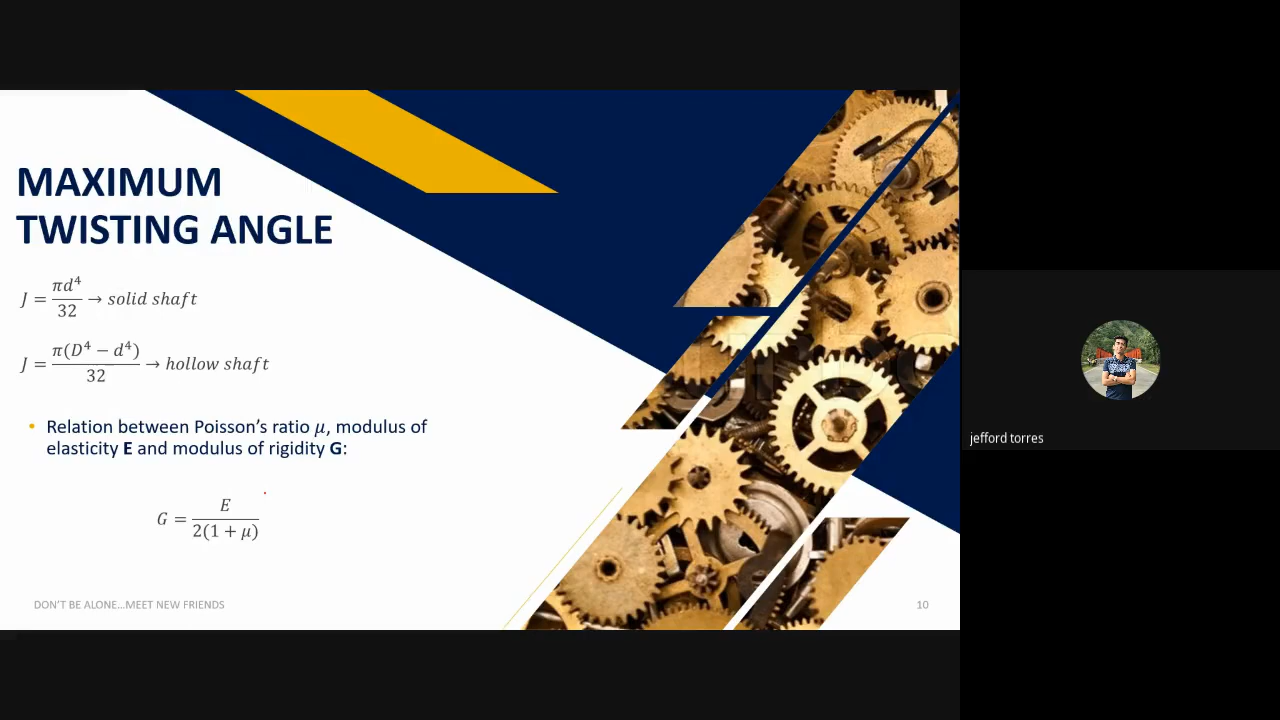 MAXIMUM
TWISTING ANGLE
J = πd⁴/32 → solid shaft
J = π(D⁴ − d⁴)/32 → hollow shaft
• Relation between Poisson's ratio μ, modulus of
elasticity E and modulus of rigidity G:
G = E/2(1 + μ)
DON'T BE ALONE...MEET NEW FRIENDS
10
jefford torres